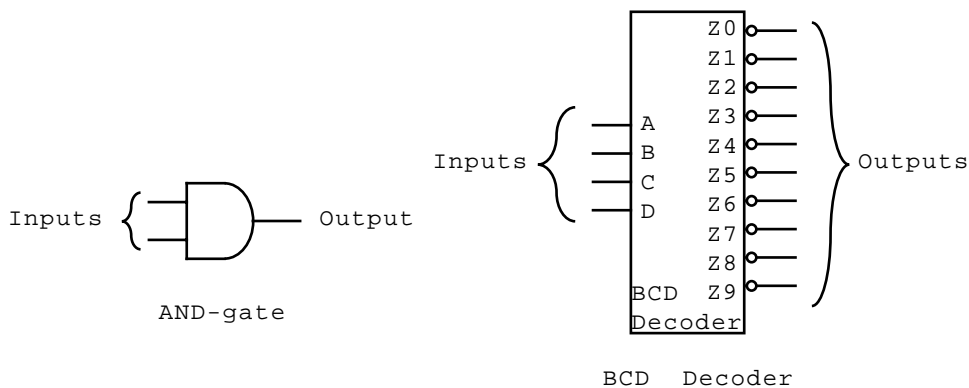 Inputs
Output
AND-gate
Inputs
A
B
C
D
Z0
Z1
Z2
Z3
Z4
Z5
Z6
Z7
Z8
Z9
BCD
Decoder
Outputs
BCD Decoder